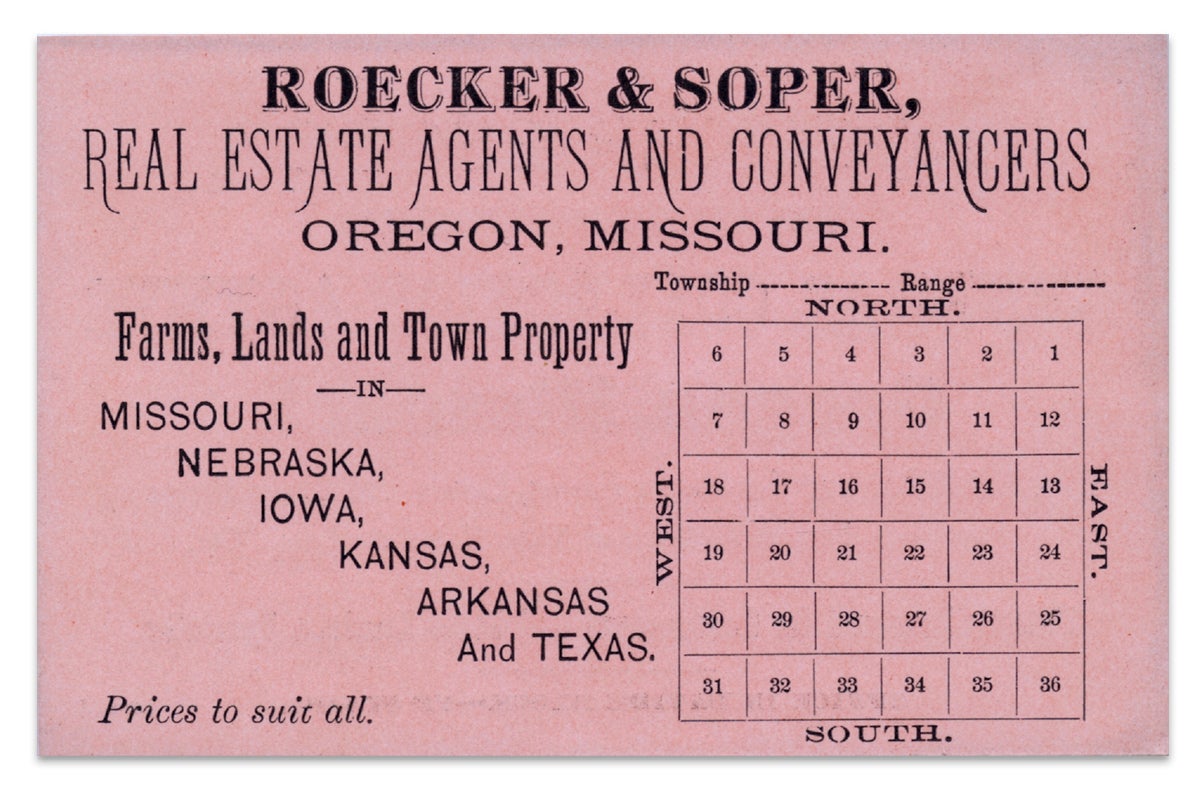 ROECKER & SOPER,
REAL ESTATE AGENTS AND CONVEYANCERS
OREGON, MISSOURI.
Farms, Lands and Town Property
—IN—
MISSOURI,
NEBRASKA,
IOWA,
KANSAS,
ARKANSAS
And TEXAS.
Prices to suit all.
Township ------------- Range -------------
NORTH.
6 5 4 3 2 1
7 8 9 10 11 12
18 17 16 15 14 13
19 20 21 22 23 24
30 29 28 27 26 25
31 32 33 34 35 36
WEST.
EAST.
SOUTH.